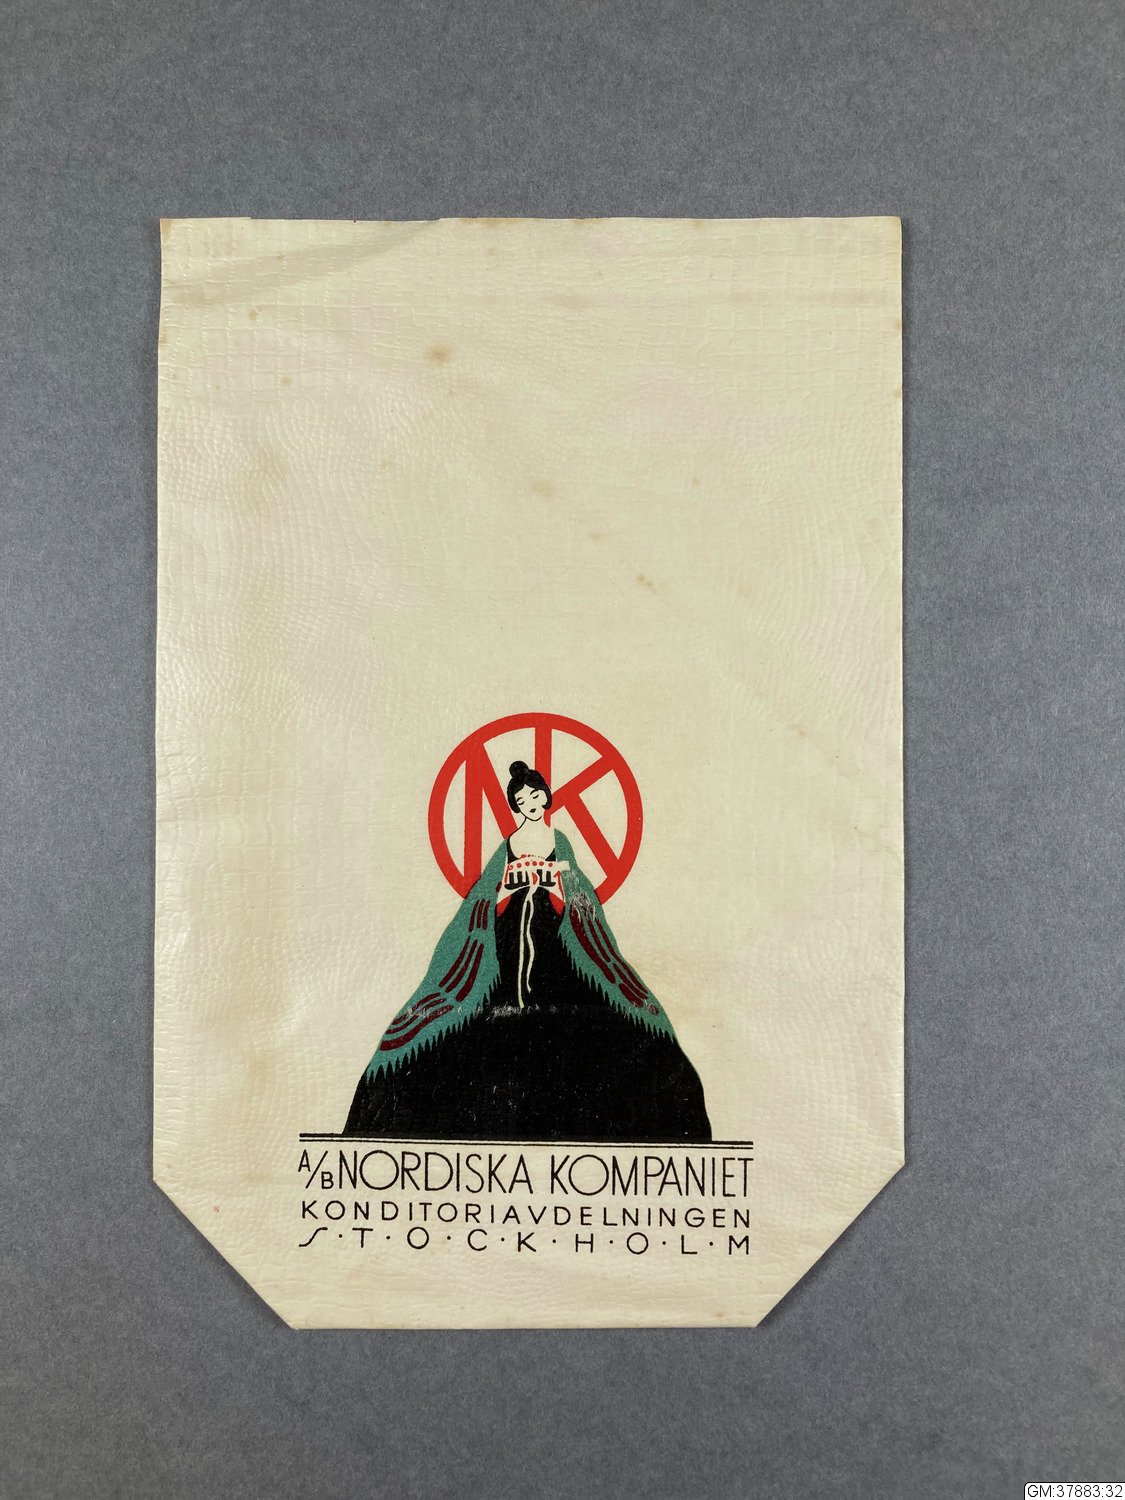 NK
A/B NORDISKA KOMPANIET
KONDITORIAVDELNINGEN
S·T·O·C·K·H·O·L·M
GM:37883:32